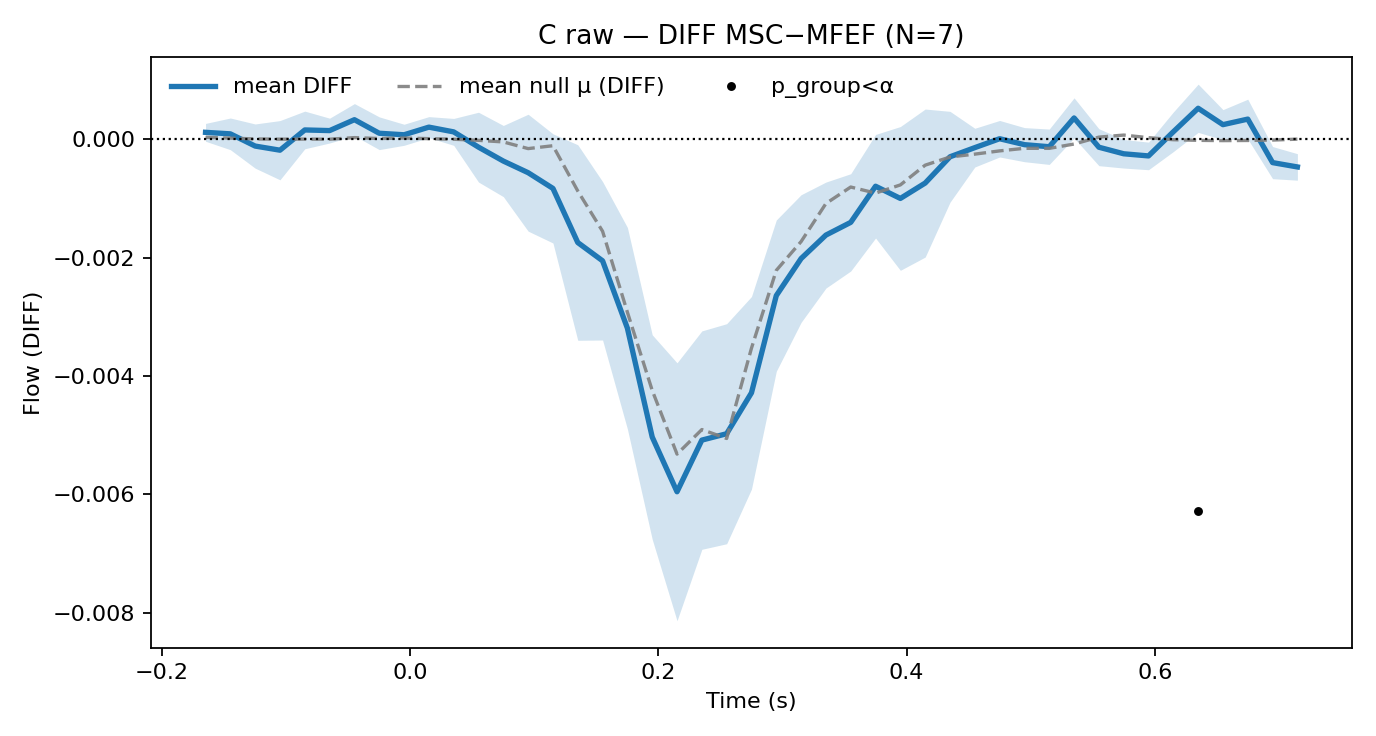 C raw — DIFF MSC−MFEF (N=7)
mean DIFF
mean null μ (DIFF)
p_group<α
0.000
−0.002
−0.004
−0.006
−0.008
Flow (DIFF)
−0.2
0.0
0.2
0.4
0.6
Time (s)